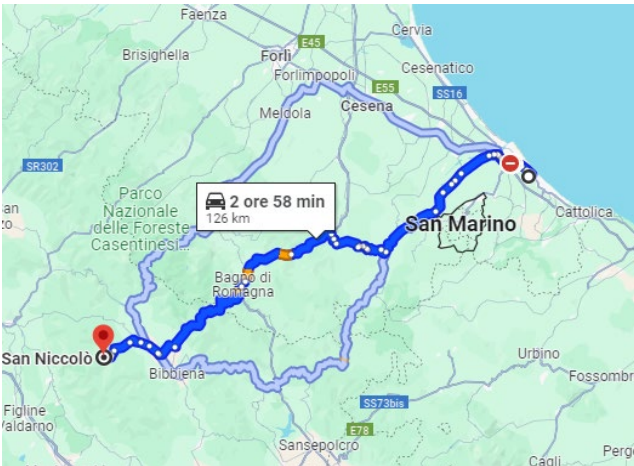 Faenza
Cervia
E45
Brisighella
Forlì
Cesenatico
Forlimpopoli
E55
SS16
Meldola
Cesena
SR302
Parco
Nazionale
delle Foreste
Casentinesi...
2 ore 58 min
126 km
San Marino
Cattolica
Bagno di
Romagna
San Niccolò
Bibbiena
Urbino
Fossombr
SS73bis
Figline
Valdarno
E78
Sansepolcro
Cagli
Perg